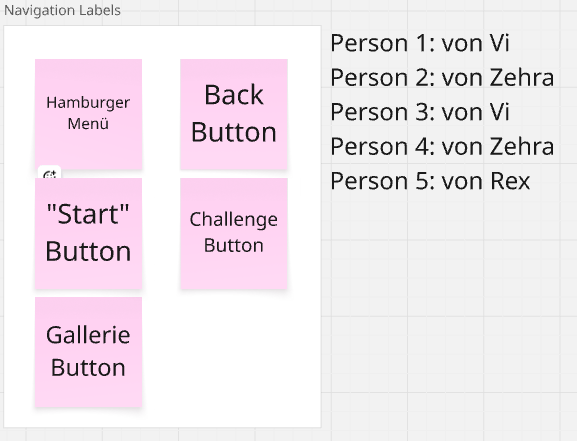 Navigation Labels
Hamburger
Menü
Back
Button
"Start"
Button
Challenge
Button
Gallerie
Button
Person 1: von Vi
Person 2: von Zehra
Person 3: von Vi
Person 4: von Zehra
Person 5: von Rex